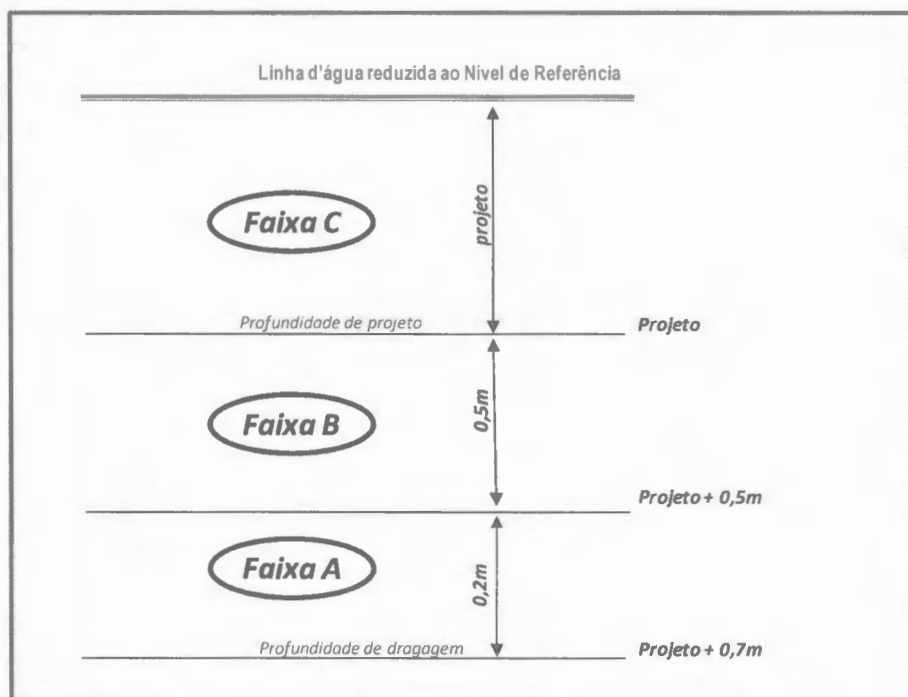 Linha d'água reduzida ao Nivel de Referência
projeto
Faixa C
Profundidade de projeto
Projeto
0,5m
Faixa B
Projeto + 0,5m
Faixa A
0,2m
Profundidade de dragagem
Projeto + 0,7m